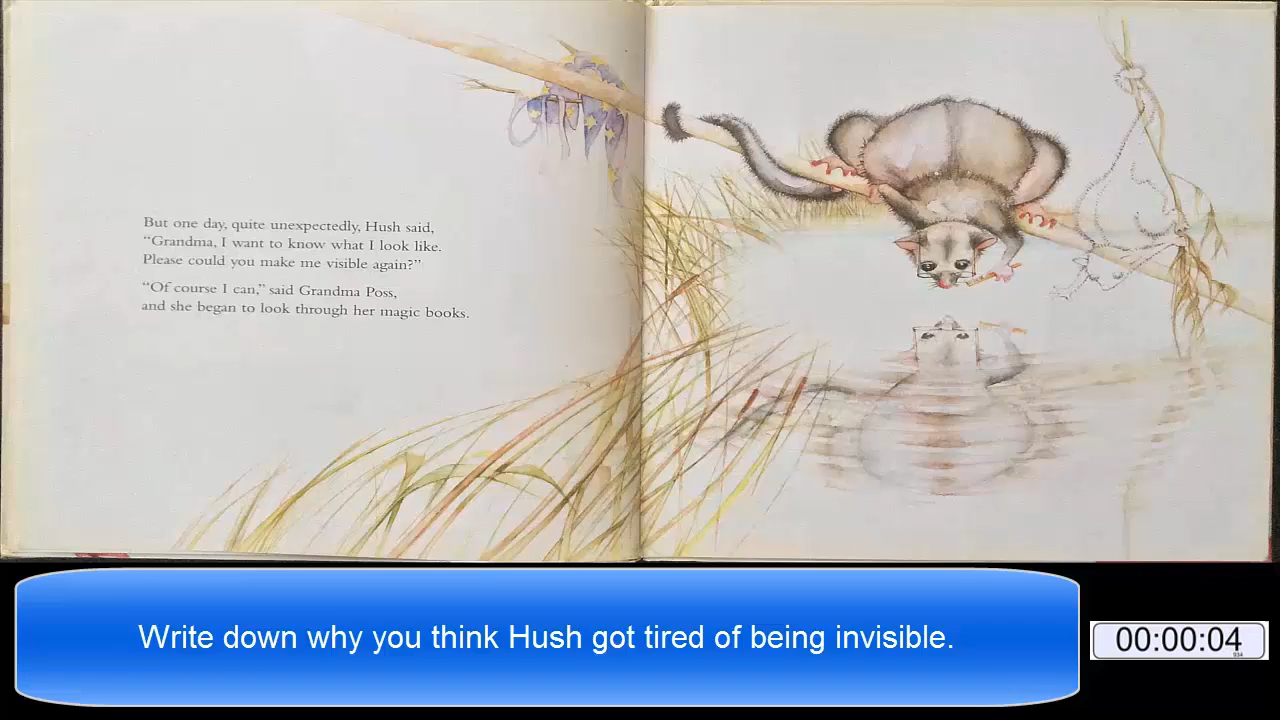 But one day, quite unexpectedly, Hush said,
“Grandma, I want to know what I look like.
Please could you make me visible again?”
“Of course I can,” said Grandma Poss,
and she began to look through her magic books.
Write down why you think Hush got tired of being invisible.
00:00:04
934